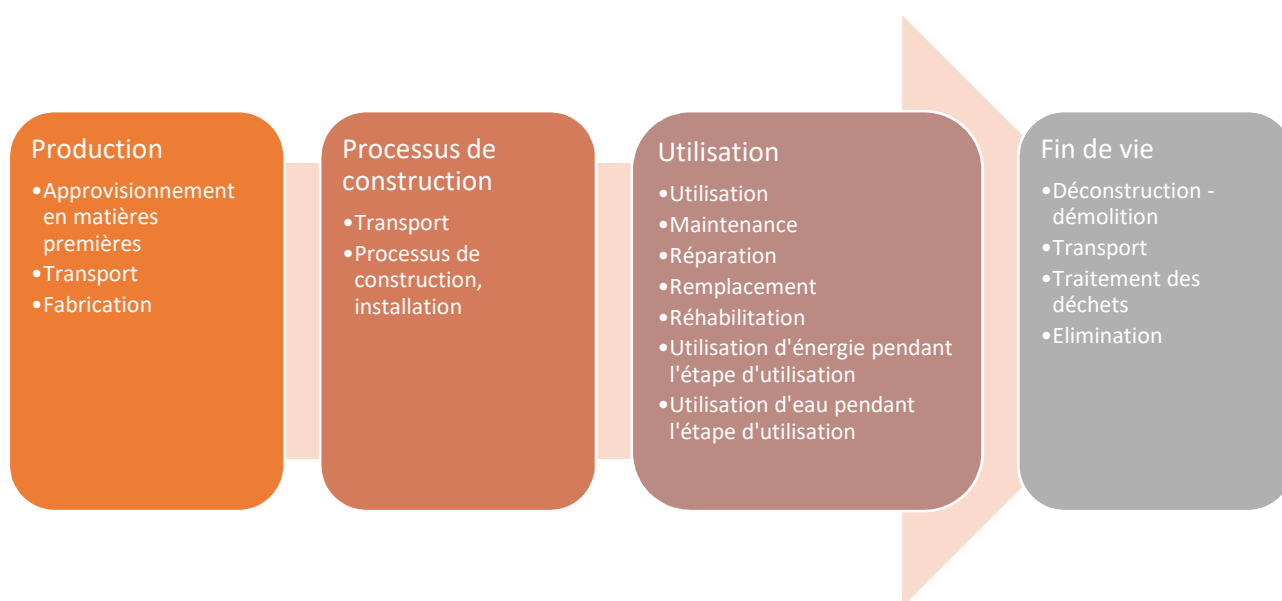 Production
•Approvisionnement
en matières
premières
•Transport
•Fabrication
Processus de
construction
•Transport
•Processus de
construction,
installation
Utilisation
•Utilisation
•Maintenance
•Réparation
•Remplacement
•Réhabilitation
•Utilisation d'énergie pendant
l'étape d'utilisation
•Utilisation d'eau pendant
l'étape d'utilisation
Fin de vie
•Déconstruction -
démolition
•Transport
•Traitement des
déchets
•Elimination